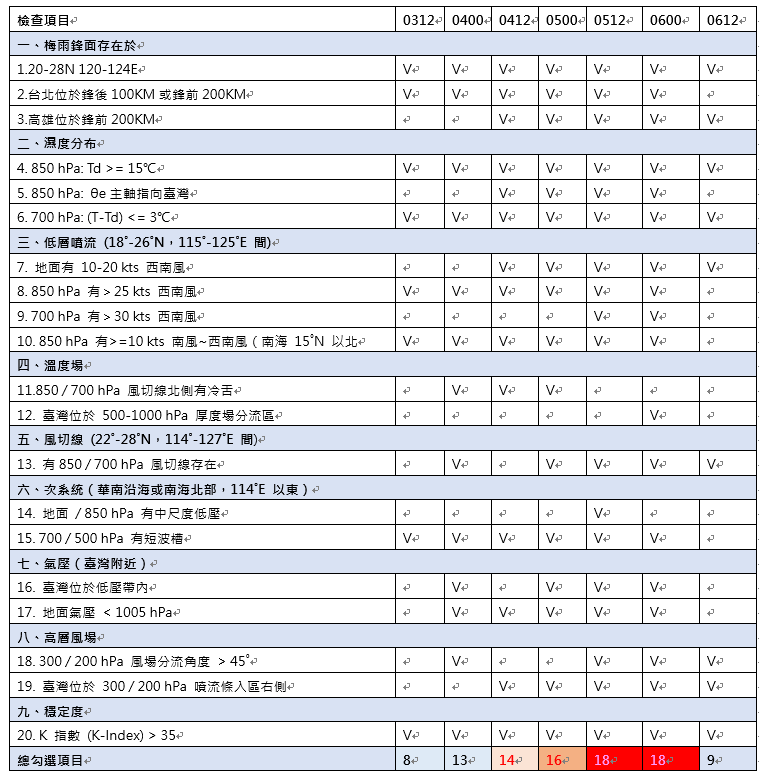 檢查項目 0312 0400 0412 0500 0512 0600 0612
一、梅雨鋒面存在於
1.20-28N 120-124E V V V V V V V
2.台北位於鋒後 100KM 或鋒前 200KM V V V V V V
3.高雄位於鋒前 200KM V V V V V
二、濕度分布
4. 850 hPa: Td >= 15℃ V V V V V V V
5. 850 hPa: θe 主軸指向臺灣 V V V V
6. 700 hPa: (T-Td) <= 3℃ V V V V V V V
三、低層噴流 (18˚-26˚N，115˚-125˚E 間)
7. 地面有 10-20 kts 西南風 V V V V V
8. 850 hPa 有＞25 kts 西南風 V V V V V V
9. 700 hPa 有＞30 kts 西南風 V V
10. 850 hPa 有>=10 kts 南風~西南風（南海 15˚N 以北 V V V V V V
四、溫度場
11.850 / 700 hPa 風切線北側有冷舌 V V V
12. 臺灣位於 500-1000 hPa 厚度場分流區 V
五、風切線 (22˚-28˚N，114˚-127˚E 間)
13. 有 850 / 700 hPa 風切線存在 V V V V V
六、次系統（華南沿海或南海北部，114˚E 以東）
14. 地面 / 850 hPa 有中尺度低壓 V
15. 700 / 500 hPa 有短波槽 V V V V V V
七、氣壓（臺灣附近）
16. 臺灣位於低壓帶內 V V V V
17. 地面氣壓 < 1005 hPa V V V V V
八、高層風場
18. 300 / 200 hPa 風場分流角度 > 45˚ V V V V
19. 臺灣位於 300 / 200 hPa 噴流條入區右側 V V V V V
九、穩定度
20. K 指數 (K-Index) > 35 V V V V V V V
總勾選項目 8 13 14 16 18 18 9